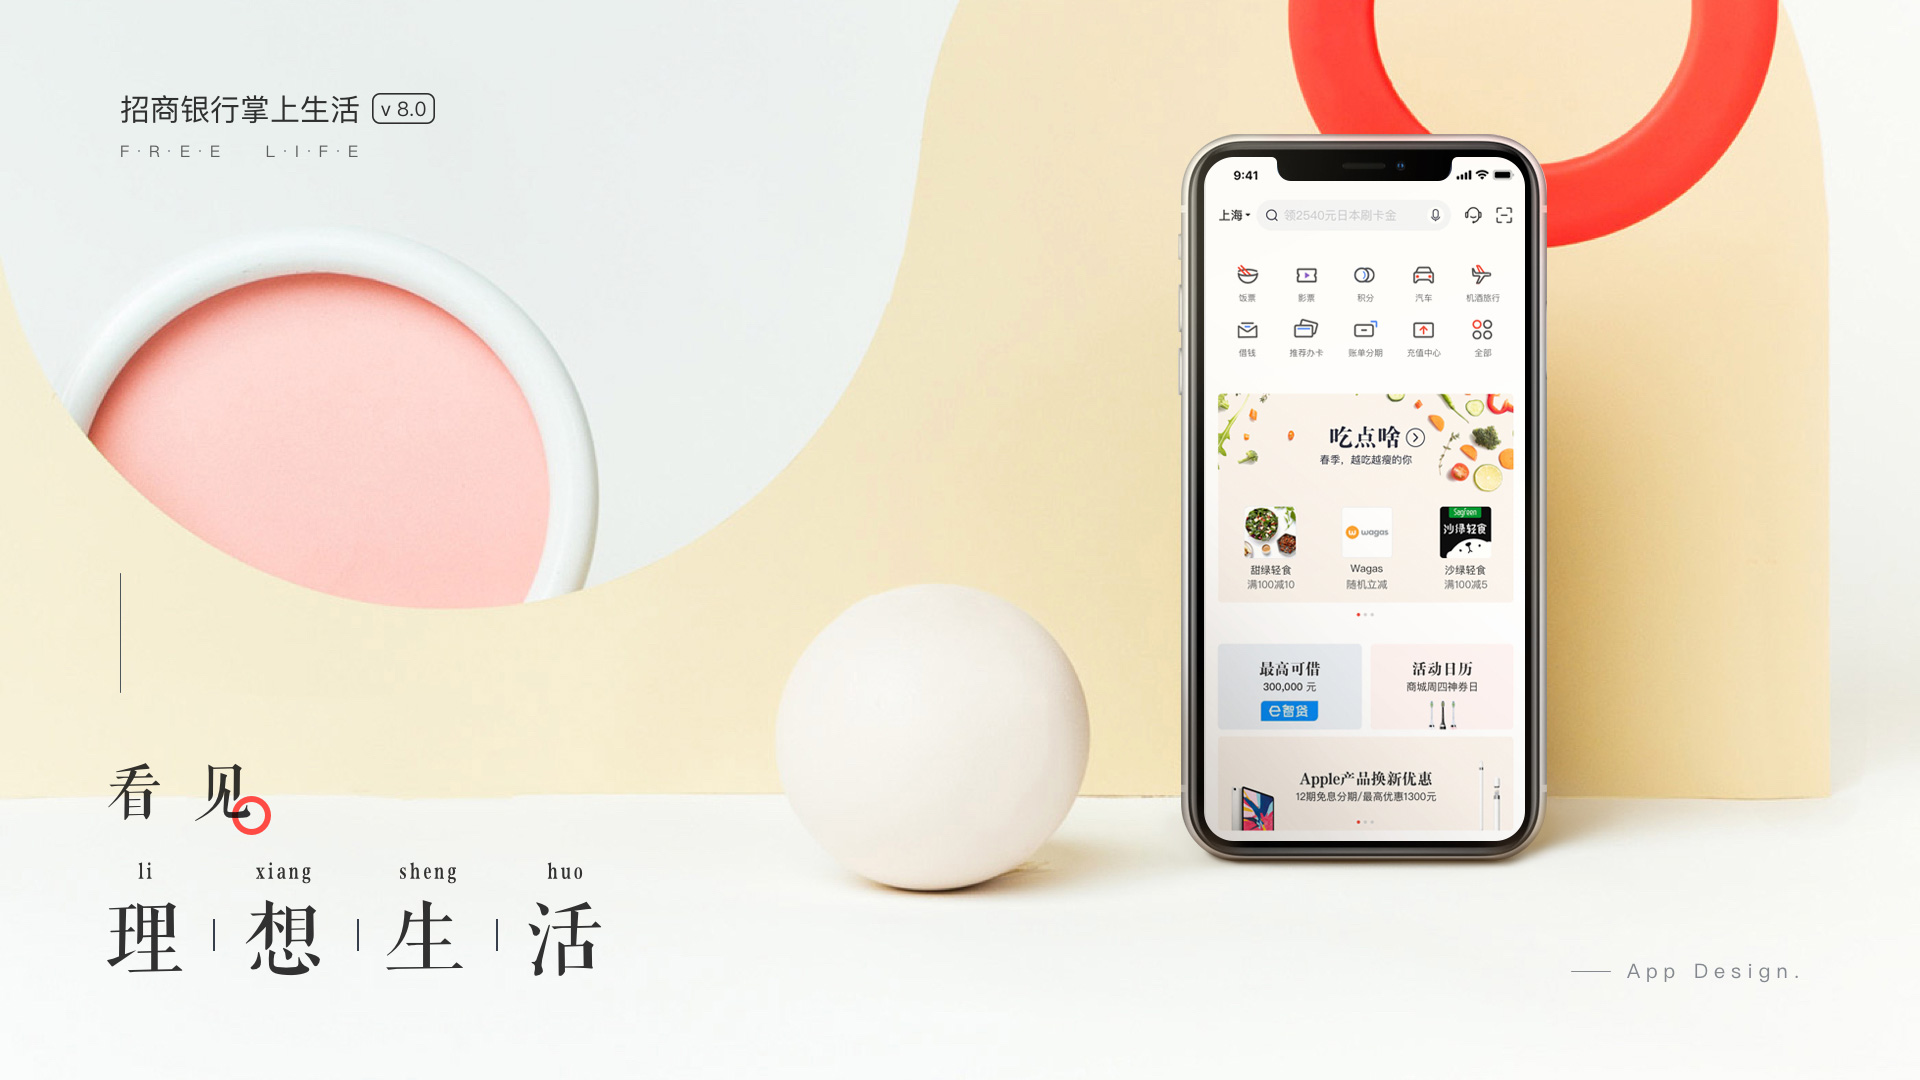 招商银行掌上生活 v 8.0
F·R·E·E L·I·F·E
看见
li xiang sheng huo
理想生活
9:41
上海 领2540元日本刷卡金
饭票 影票 积分 汽车 机酒旅行
借钱 推荐办卡 账单分期 充值中心 全部
吃点啥
春季，越吃越瘦的你
wagas
Sagreen
沙绿轻食
甜绿轻食 Wagas 沙绿轻食
满100减10 随机立减 满100减5
最高可借 活动日历
300,000 元 商城周四神券日
e智贷
Apple产品换新优惠
12期免息分期/最高优惠1300元
App Design.